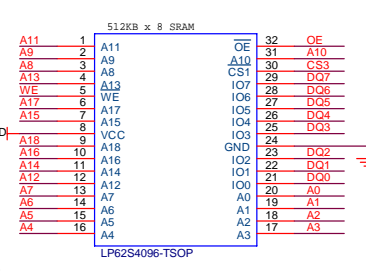 512KB x 8 SRAM
A11 1 A11 OE 32 OE
A9 2 A9 A10 31 A10
A8 3 A8 CS1 30 CS3
A13 4 A13 IO7 29 DQ7
WE 5 WE IO6 28 DQ6
A17 6 A17 IO5 27 DQ5
A15 7 A15 IO4 26 DQ4
8 VCC IO3 25 DQ3
A18 9 A18 GND 24
A16 10 A16 IO2 23 DQ2
A14 11 A14 IO1 22 DQ1
A12 12 A12 IO0 21 DQ0
A7 13 A7 A0 20 A0
A6 14 A6 A1 19 A1
A5 15 A5 A2 18 A2
A4 16 A4 A3 17 A3
LP62S4096-TSOP